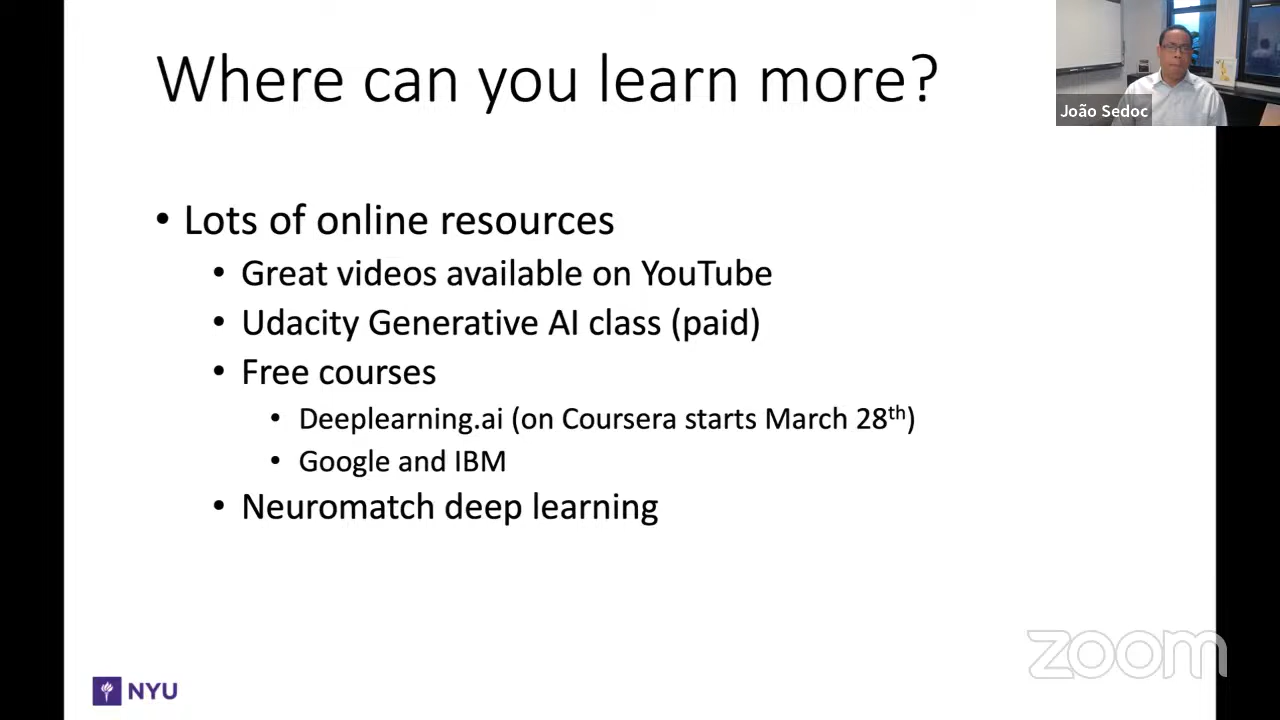 Where can you learn more?
João Sedoc
• Lots of online resources
• Great videos available on YouTube
• Udacity Generative AI class (paid)
• Free courses
• Deeplearning.ai (on Coursera starts March 28th)
• Google and IBM
• Neuromatch deep learning
zoom
NYU